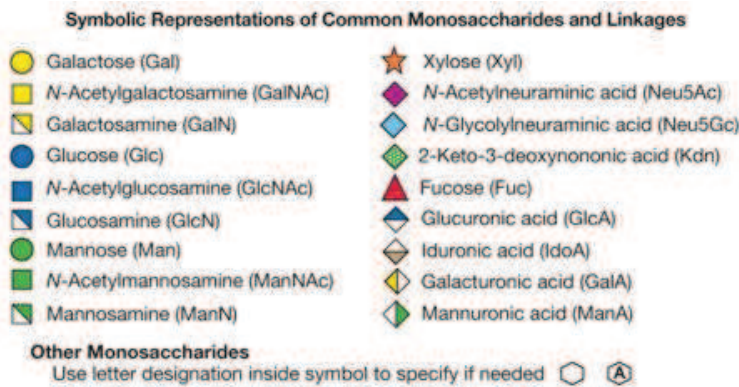 Symbolic Representations of Common Monosaccharides and Linkages
Galactose (Gal)
N-Acetylgalactosamine (GalNAc)
Galactosamine (GalN)
Glucose (Glc)
N-Acetylglucosamine (GlcNAc)
Glucosamine (GlcN)
Mannose (Man)
N-Acetylmannosamine (ManNAc)
Mannosamine (ManN)
Xylose (Xyl)
N-Acetylneuraminic acid (Neu5Ac)
N-Glycolylneuraminic acid (Neu5Gc)
2-Keto-3-deoxynononic acid (Kdn)
Fucose (Fuc)
Glucuronic acid (GlcA)
Iduronic acid (IdoA)
Galacturonic acid (GalA)
Mannuronic acid (ManA)
Other Monosaccharides
Use letter designation inside symbol to specify if needed A